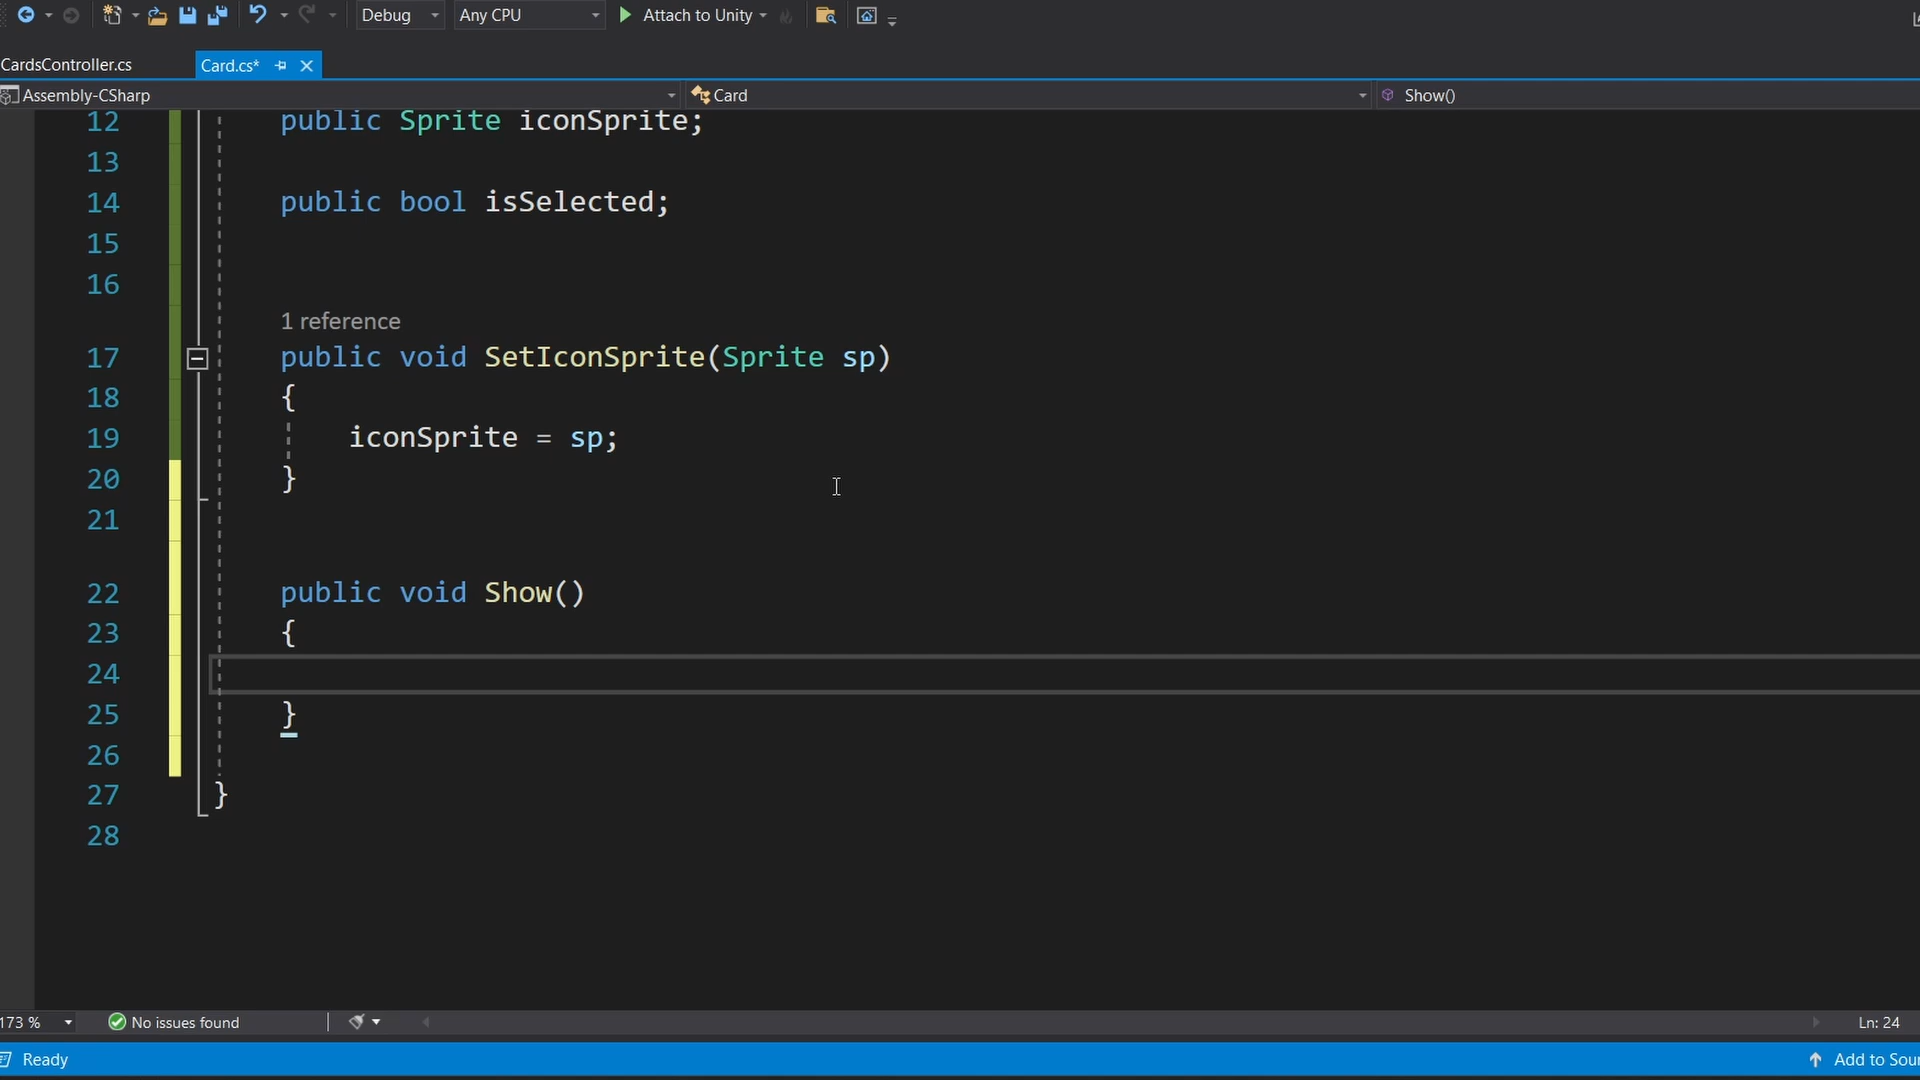 Debug Any CPU Attach to Unity
CardsController.cs Card.cs*
Assembly-CSharp Card Show()
12 public Sprite iconSprite;
13
14 public bool isSelected;
15
16
1 reference
17 public void SetIconSprite(Sprite sp)
18 {
19 iconSprite = sp;
20 }
21
22 public void Show()
23 {
24
25 }
26
27 }
28
173 % No issues found Ln: 24
Ready Add to Sou